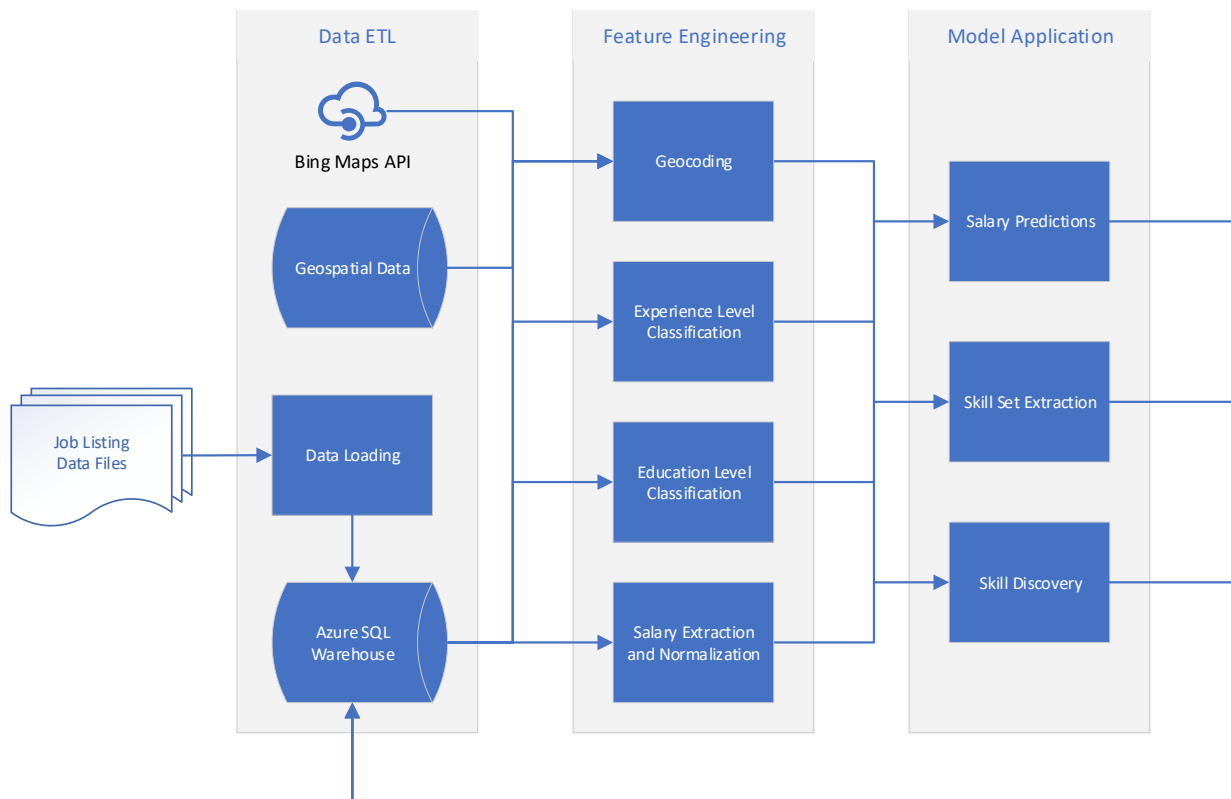 Data ETL
Feature Engineering
Model Application
Bing Maps API
Geocoding
Salary Predictions
Geospatial Data
Experience Level
Classification
Skill Set Extraction
Job Listing
Data Files
Data Loading
Education Level
Classification
Skill Discovery
Azure SQL
Warehouse
Salary Extraction
and Normalization